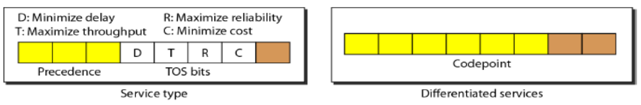 D: Minimize delay R: Maximize reliability
T: Maximize throughput C: Minimize cost
D T R C
Precedence TOS bits
Service type
Codepoint
Differentiated services